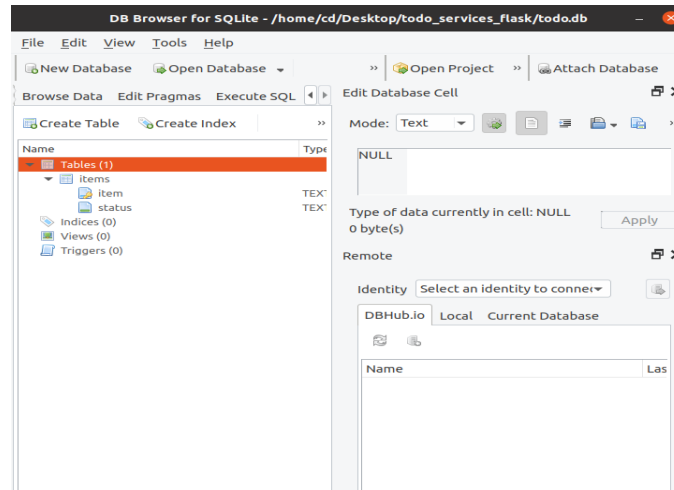 DB Browser for SQLite - /home/cd/Desktop/todo_services_flask/todo.db
File Edit View Tools Help
New Database Open Database » Open Project » Attach Database
Browse Data Edit Pragmas Execute SQL
Create Table Create Index »
Name Type
Tables (1)
items
item TEXT
status TEXT
Indices (0)
Views (0)
Triggers (0)
Edit Database Cell
Mode: Text
NULL
Type of data currently in cell: NULL
0 byte(s)
Apply
Remote
Identity Select an identity to connec
DBHub.io Local Current Database
Name Las